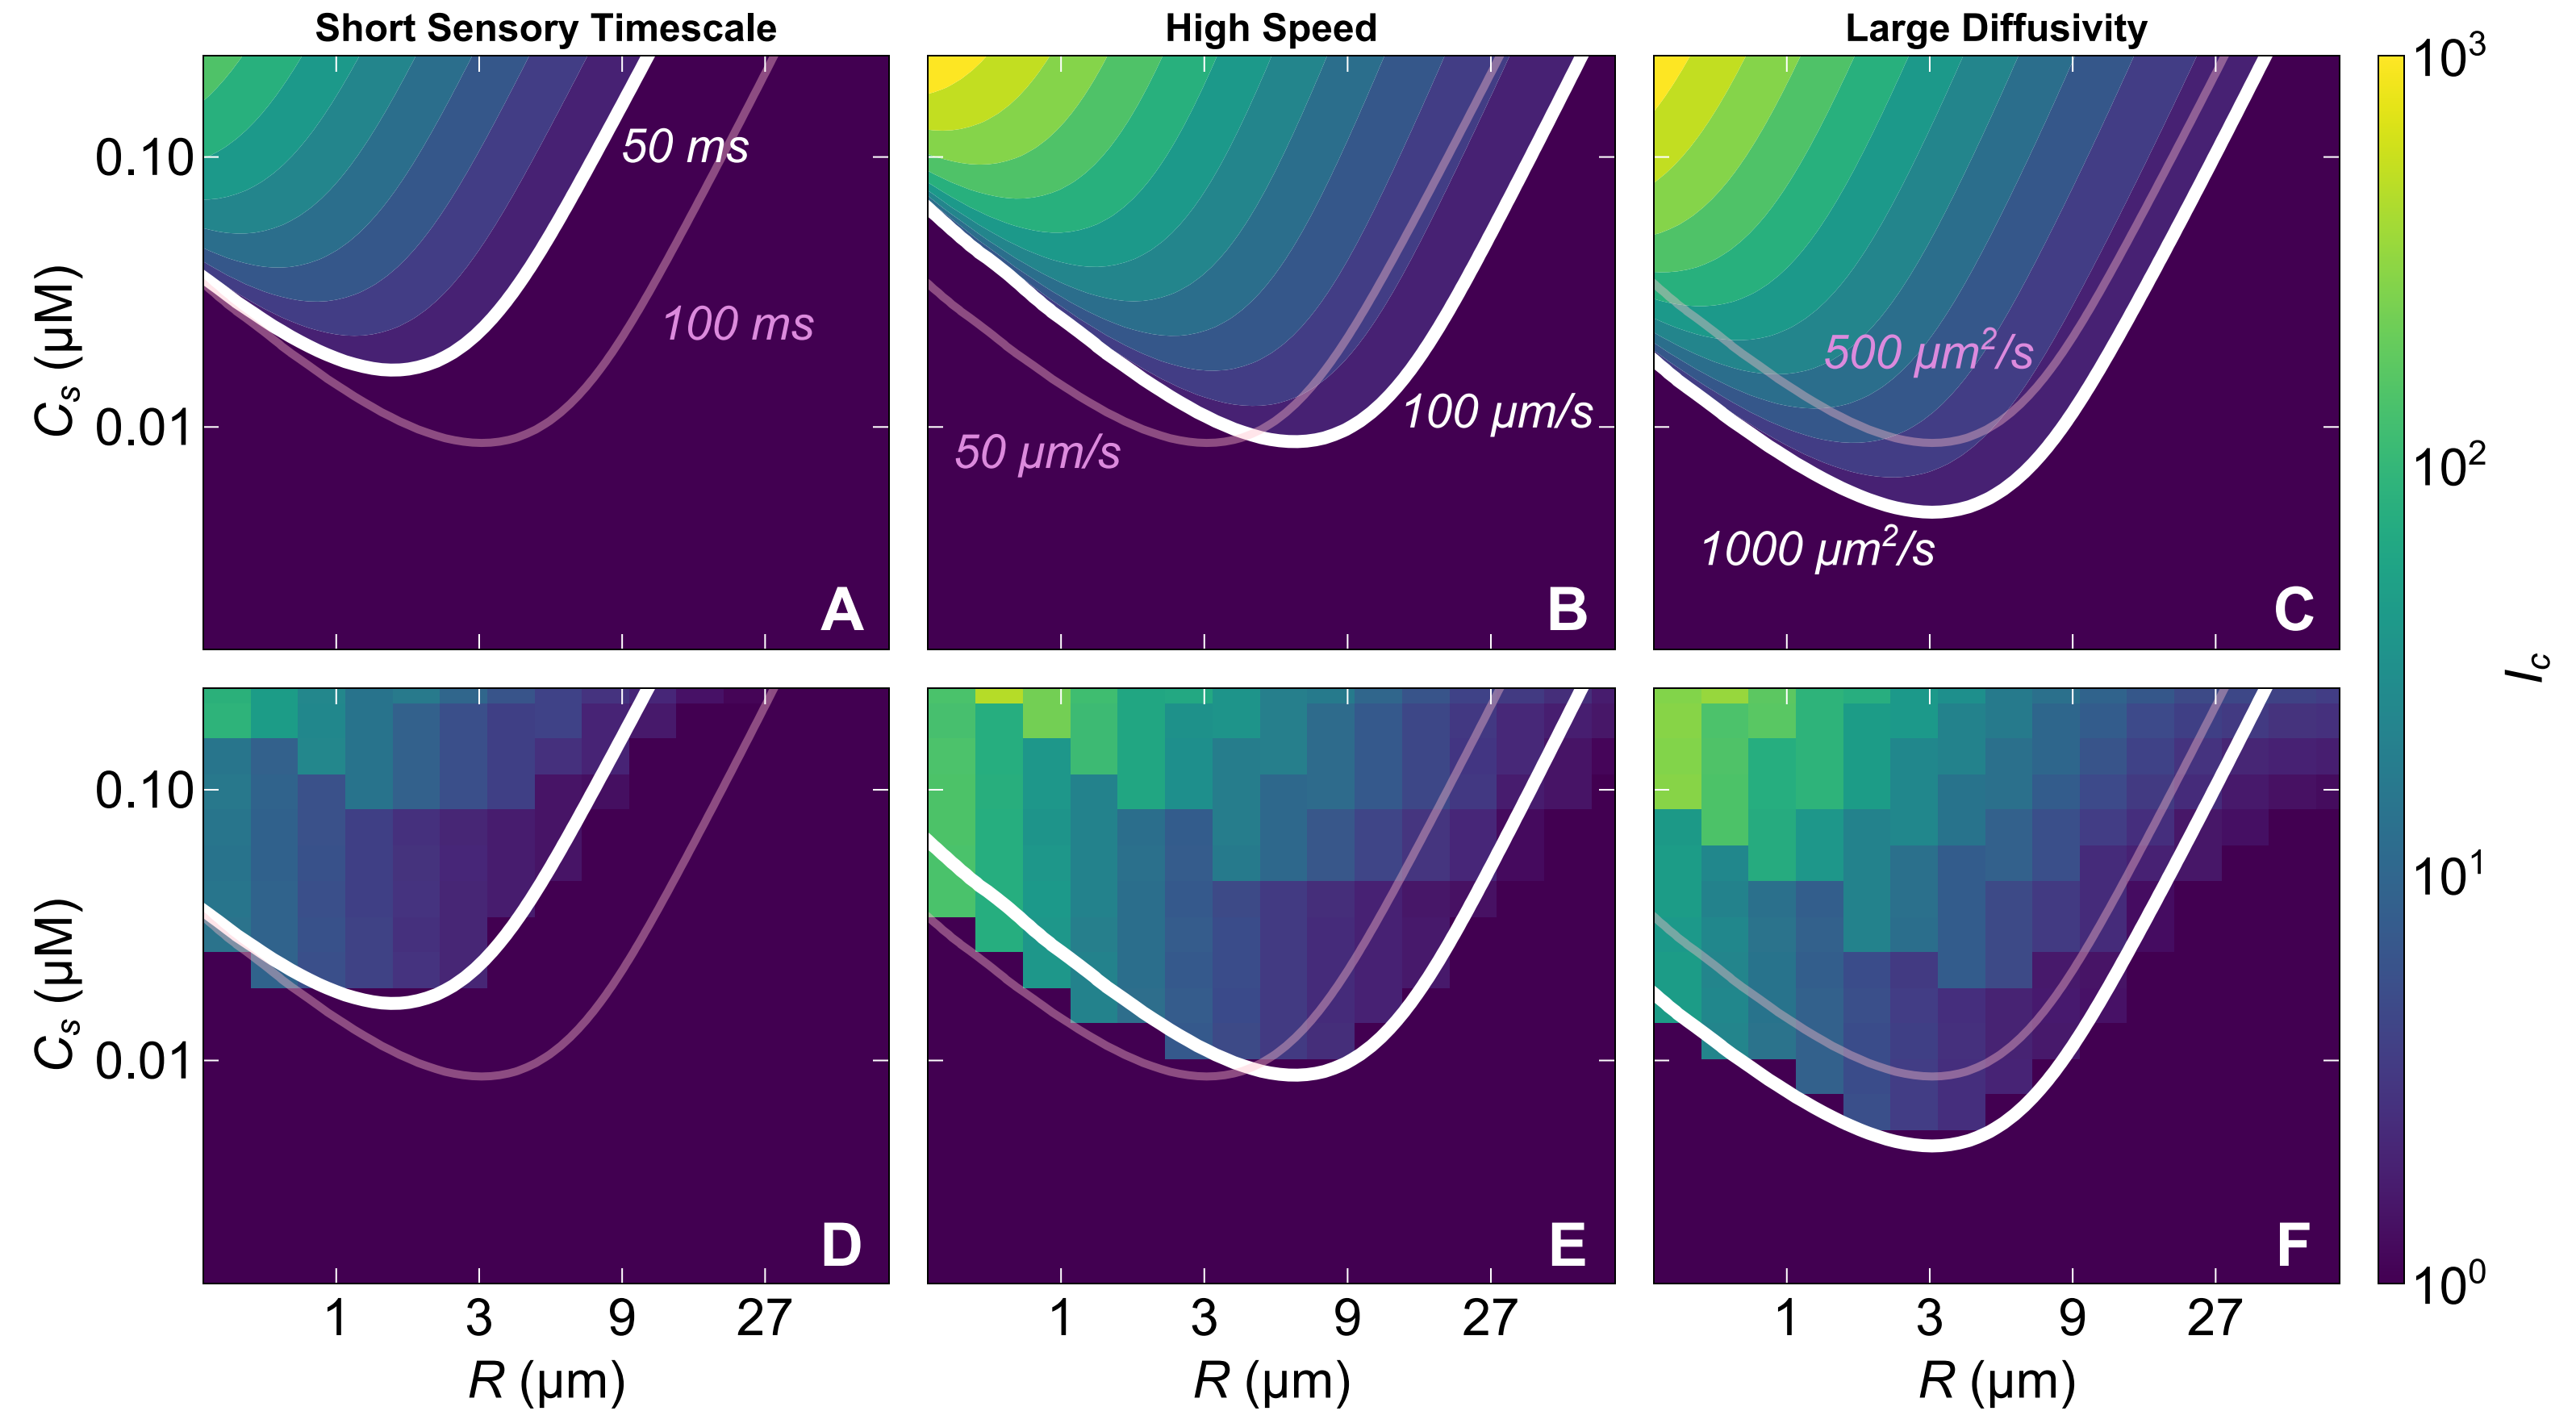 Short Sensory Timescale
High Speed
Large Diffusivity
10³
0.10
50 ms
100 ms
C_s (µM)
0.01
50 µm/s
100 µm/s
500 µm²/s
1000 µm²/s
10²
A
B
C
I_c
0.10
10¹
C_s (µM)
0.01
D
E
F
10⁰
1 3 9 27
1 3 9 27
1 3 9 27
R (µm)
R (µm)
R (µm)